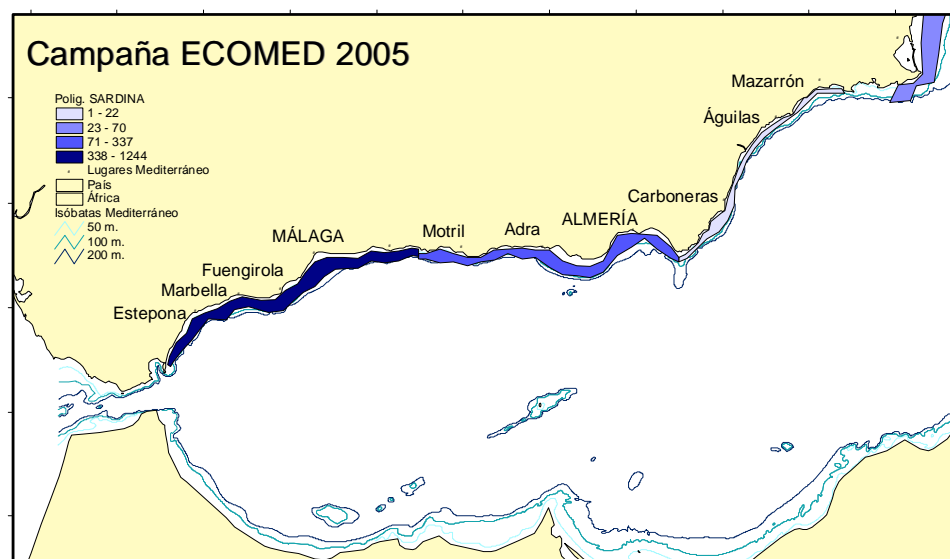 Campaña ECOMED 2005
Polig. SARDINA
1 - 22
23 - 70
71 - 337
338 - 1244
Lugares Mediterráneo
País
África
Isóbatas Mediterráneo
50 m.
100 m.
200 m.
Mazarrón
Águilas
Carboneras
ALMERÍA
Adra
Motril
MÁLAGA
Fuengirola
Marbella
Estepona